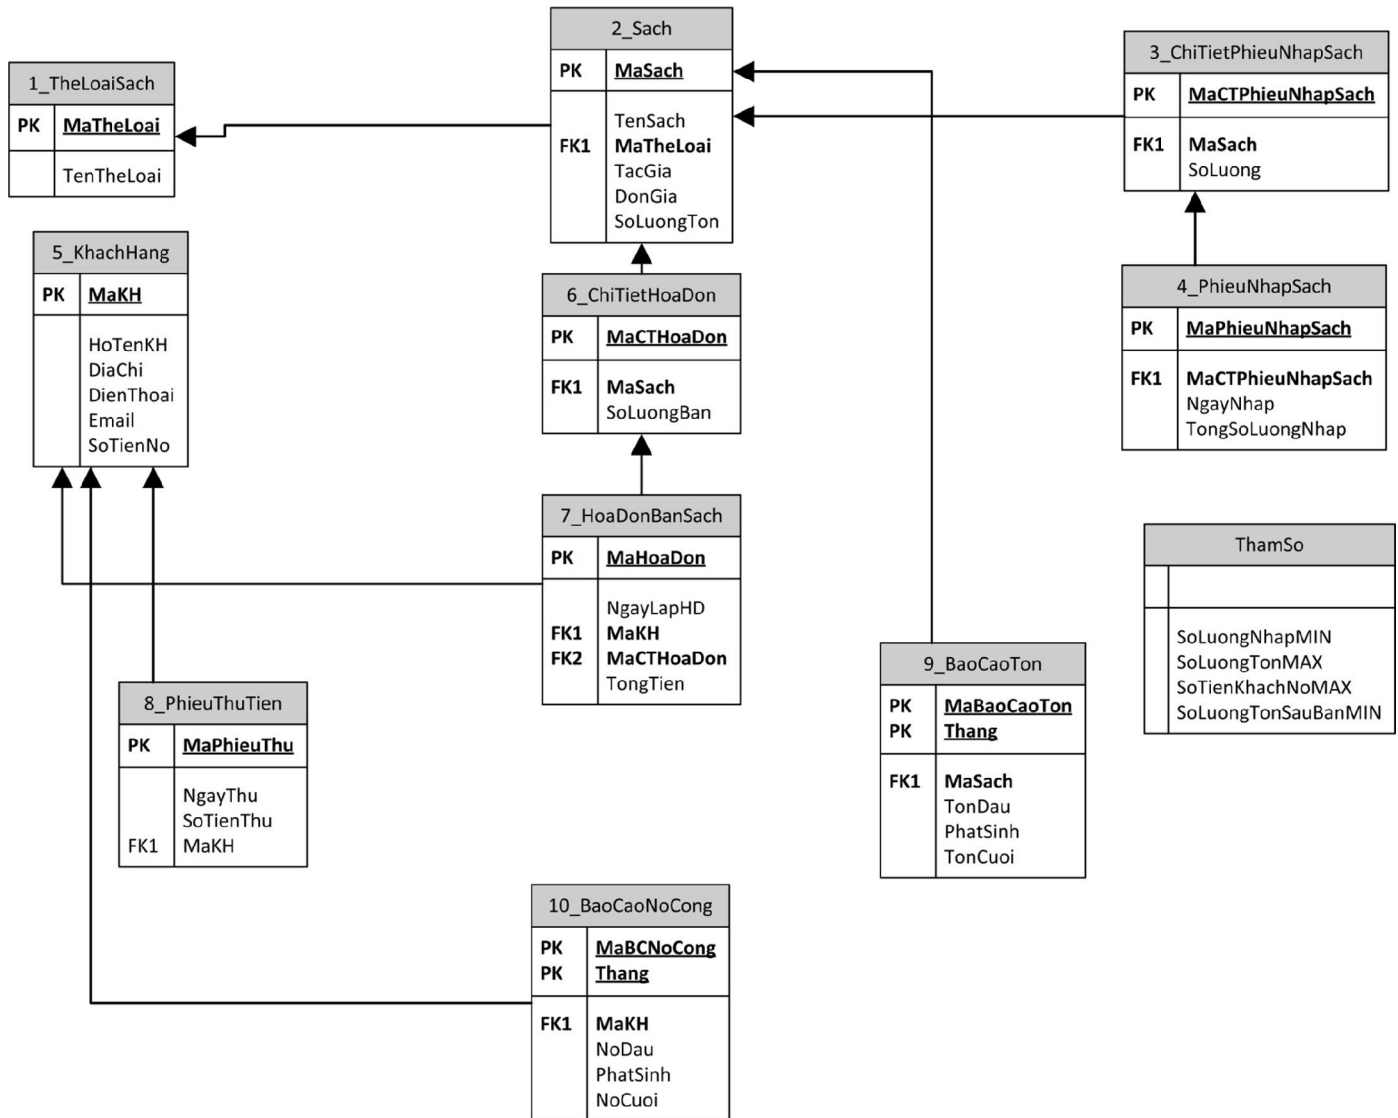 1_TheLoaiSach
PK MaTheLoai
TenTheLoai
2_Sach
PK MaSach
TenSach
FK1 MaTheLoai
TacGia
DonGia
SoLuongTon
3_ChiTietPhieuNhapSach
PK MaCTPhieuNhapSach
FK1 MaSach
SoLuong
4_PhieuNhapSach
PK MaPhieuNhapSach
FK1 MaCTPhieuNhapSach
NgayNhap
TongSoLuongNhap
5_KhachHang
PK MaKH
HoTenKH
DiaChi
DienThoai
Email
SoTienNo
6_ChiTietHoaDon
PK MaCTHoaDon
FK1 MaSach
SoLuongBan
7_HoaDonBanSach
PK MaHoaDon
NgayLapHD
FK1 MaKH
FK2 MaCTHoaDon
TongTien
ThamSo
SoLuongNhapMIN
SoLuongTonMAX
SoTienKhachNoMAX
SoLuongTonSauBanMIN
8_PhieuThuTien
PK MaPhieuThu
NgayThu
SoTienThu
FK1 MaKH
9_BaoCaoTon
PK MaBaoCaoTon
PK Thang
FK1 MaSach
TonDau
PhatSinh
TonCuoi
10_BaoCaoNoCong
PK MaBCNoCong
PK Thang
FK1 MaKH
NoDau
PhatSinh
NoCuoi